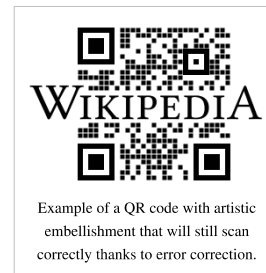 WIKIPEDIA
Example of a QR code with artistic
embellishment that will still scan
correctly thanks to error correction.